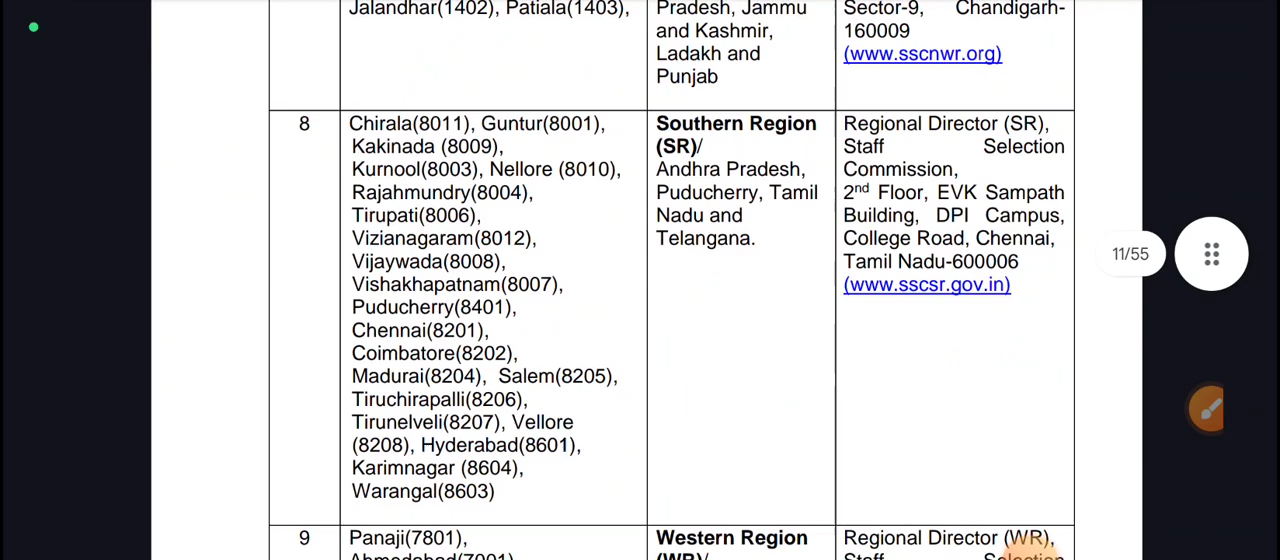 Jalandhar(1402), Patiala(1403),
Pradesh, Jammu
and Kashmir,
Ladakh and
Punjab
Sector-9, Chandigarh-
160009
(www.sscnwr.org)
8
Chirala(8011), Guntur(8001),
Kakinada (8009),
Kurnool(8003), Nellore (8010),
Rajahmundry(8004),
Tirupati(8006),
Vizianagaram(8012),
Vijaywada(8008),
Vishakhapatnam(8007),
Puducherry(8401),
Chennai(8201),
Coimbatore(8202),
Madurai(8204), Salem(8205),
Tiruchirapalli(8206),
Tirunelveli(8207), Vellore
(8208), Hyderabad(8601),
Karimnagar (8604),
Warangal(8603)
Southern Region
(SR)/
Andhra Pradesh,
Puducherry, Tamil
Nadu and
Telangana.
Regional Director (SR),
Staff Selection
Commission,
2nd Floor, EVK Sampath
Building, DPI Campus,
College Road, Chennai,
Tamil Nadu-600006
(www.sscsr.gov.in)
11/55
9
Panaji(7801),
Western Region
(WR)/
Regional Director (WR),
Staff Selection